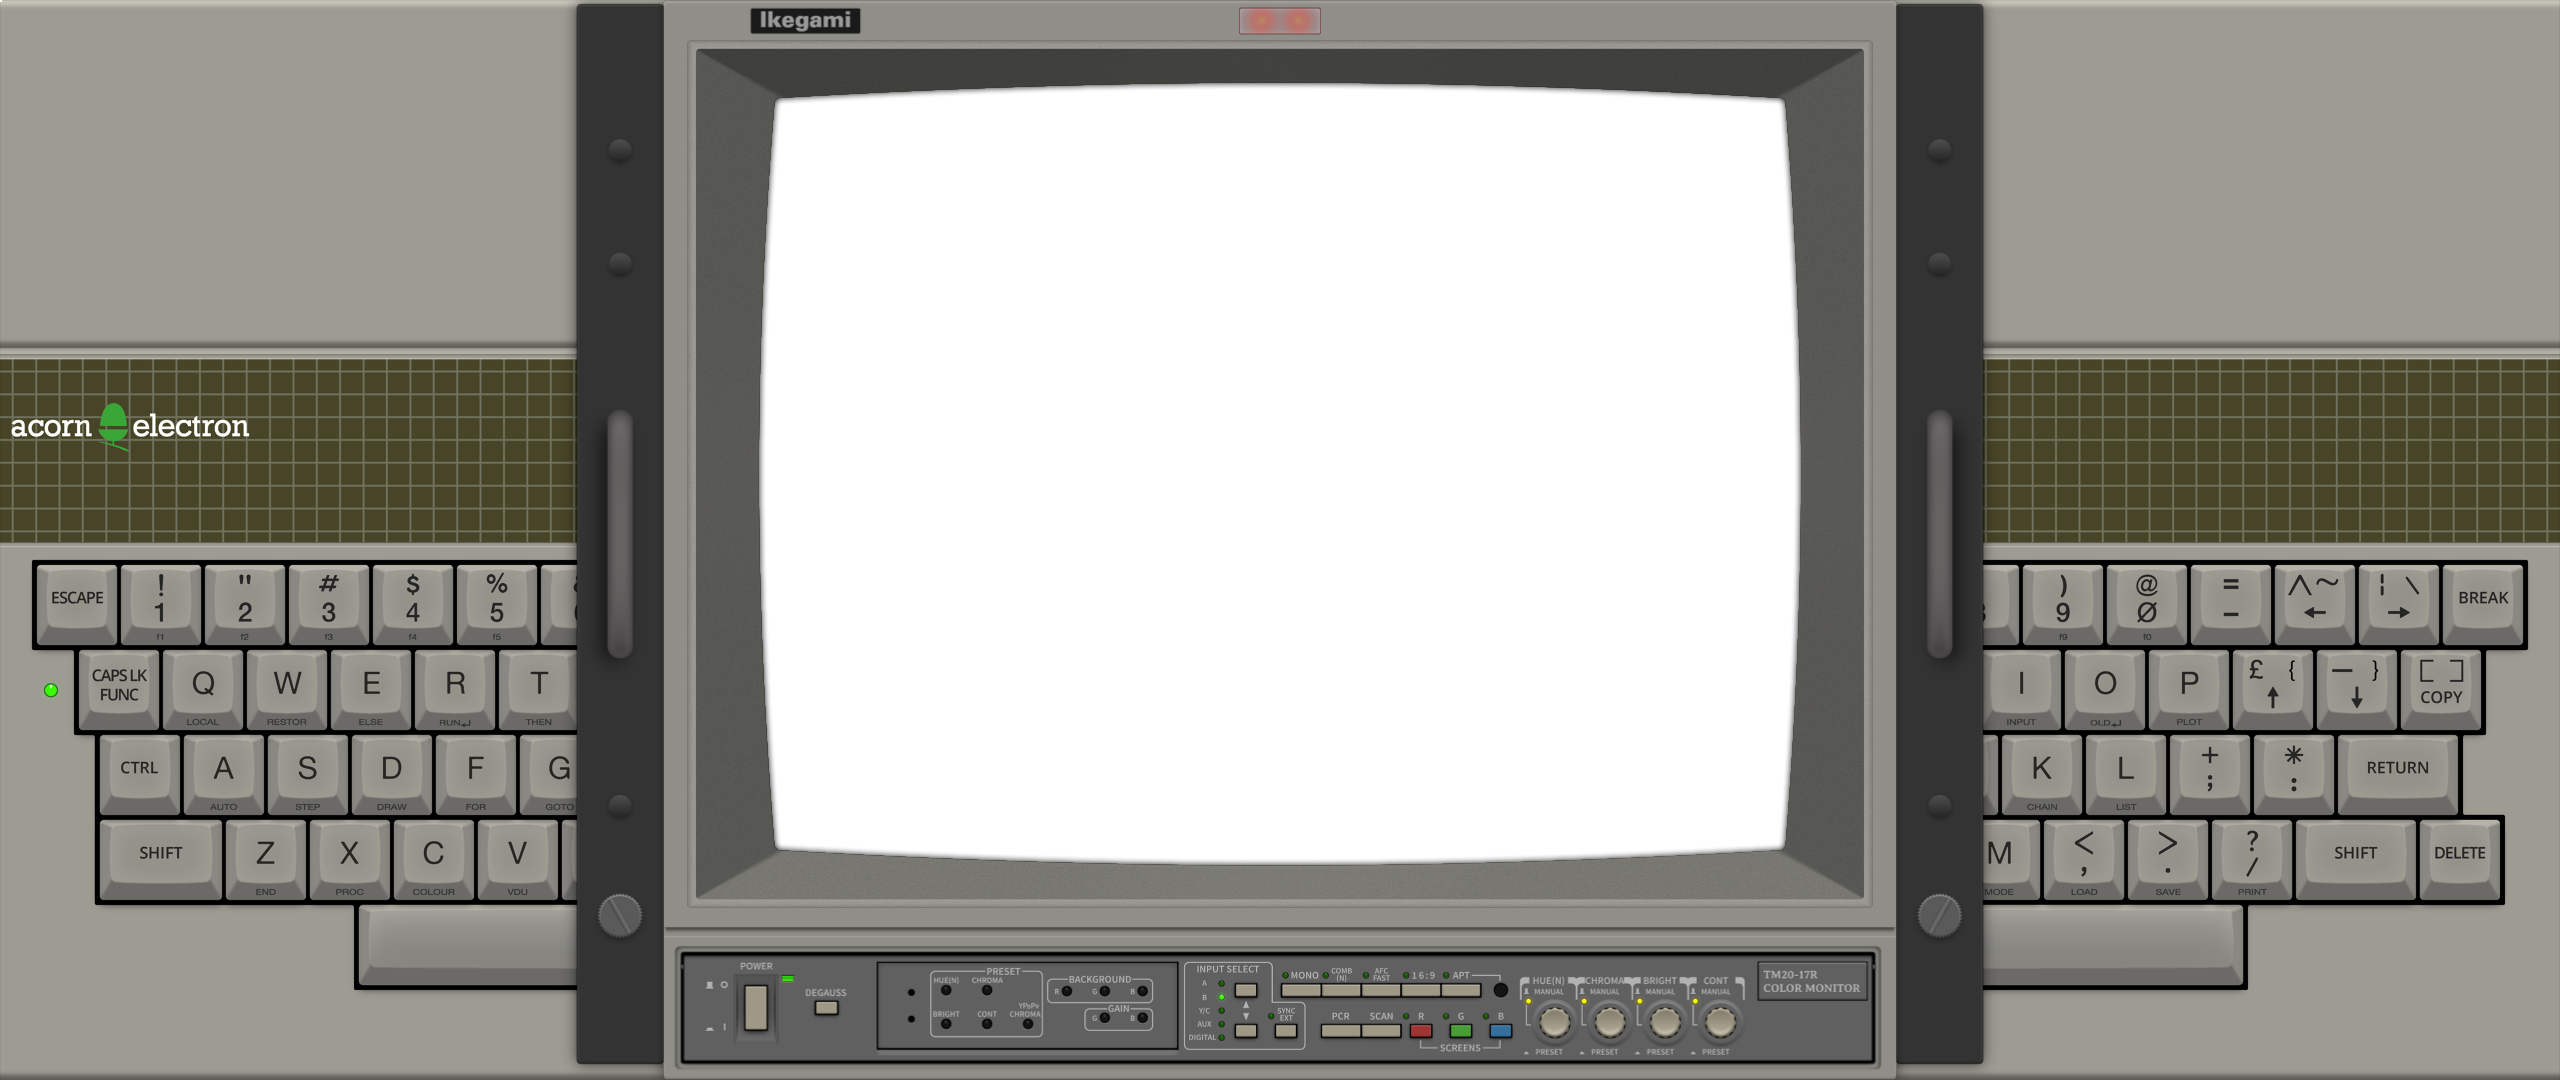 Ikegami
acorn electron
ESCAPE
!
1
f1
"
2
f2
#
3
f3
$
4
f4
%
5
f5
)
9
f9
@
Ø
f0
=
-
^ ~
←
¦ \
→
BREAK
CAPS LK
FUNC
Q
LOCAL
W
RESTOR
E
ELSE
R
RUN↵
T
THEN
I
INPUT
O
OLD↵
P
PLOT
£ {
↑
— }
↓
[ ]
COPY
CTRL
A
AUTO
S
STEP
D
DRAW
F
FOR
G
GOTO
K
CHAIN
L
LIST
+
;
*
:
RETURN
SHIFT
Z
END
X
PROC
C
COLOUR
V
VDU
M
MODE
<
,
LOAD
>
.
SAVE
?
/
PRINT
SHIFT
DELETE
POWER
DEGAUSS
PRESET
HUE(N) CHROMA
BRIGHT CONT YPBPR CHROMA
BACKGROUND
R G B
GAIN
G B
INPUT SELECT
A
B
Y/C
AUX
DIGITAL
SYNC
EXT
MONO COMB (N) AFC FAST 16:9 APT
PCR SCAN R G B
SCREENS
HUE(N) CHROMA BRIGHT CONT
MANUAL MANUAL MANUAL MANUAL
PRESET PRESET PRESET PRESET
TM20-17R
COLOR MONITOR